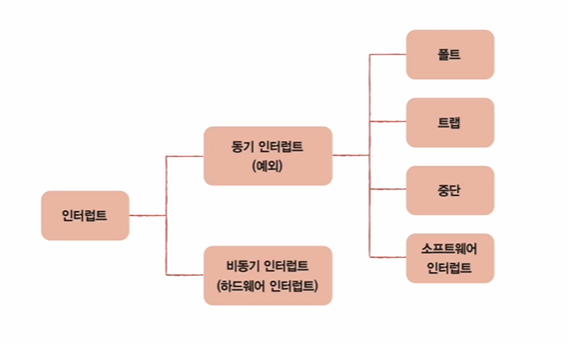 폴트
트랩
동기 인터럽트
(예외)
중단
인터럽트
소프트웨어
인터럽트
비동기 인터럽트
(하드웨어 인터럽트)